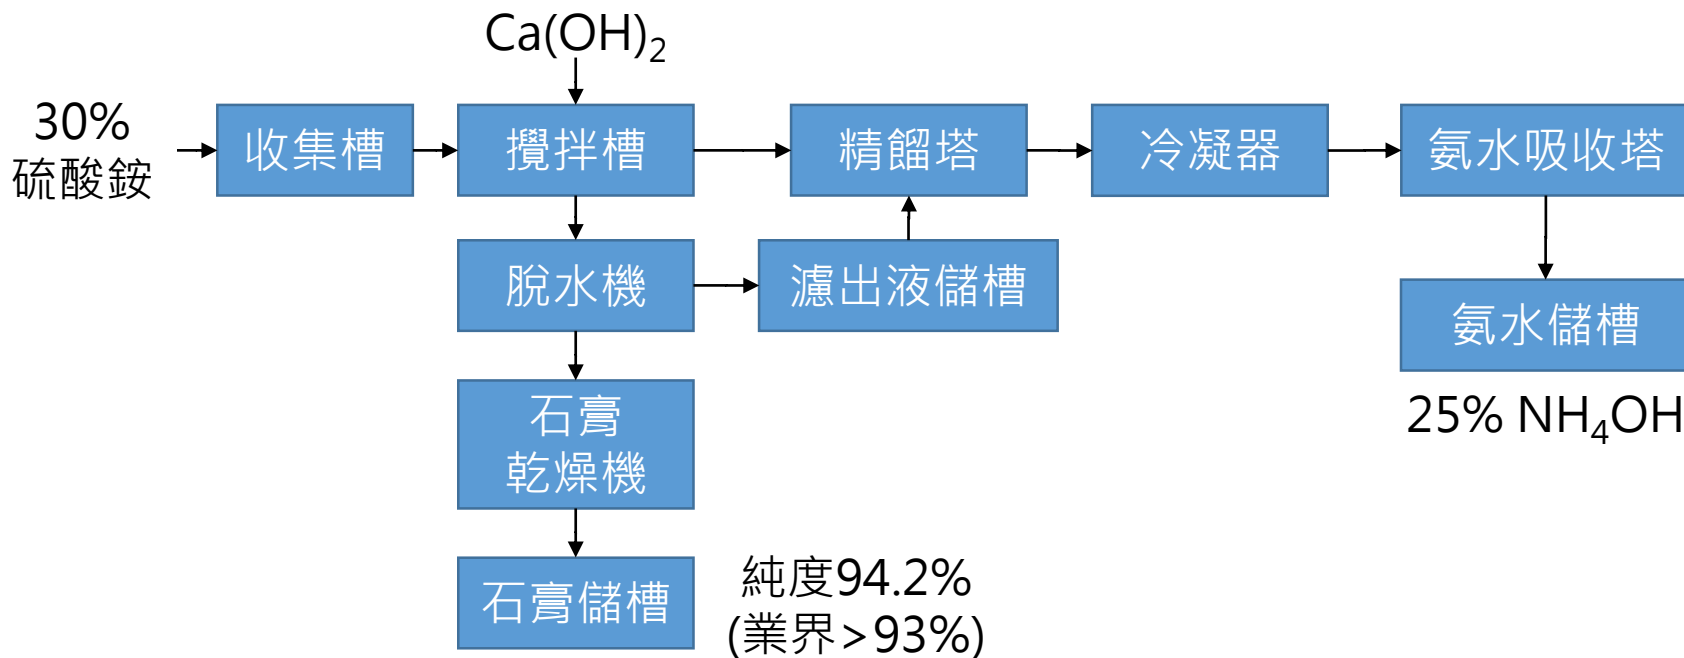 Ca(OH)₂
30%
硫酸銨
收集槽
攪拌槽
精餾塔
冷凝器
氨水吸收塔
脫水機
濾出液儲槽
氨水儲槽
25% NH₄OH
石膏
乾燥機
石膏儲槽
純度94.2%
(業界>93%)